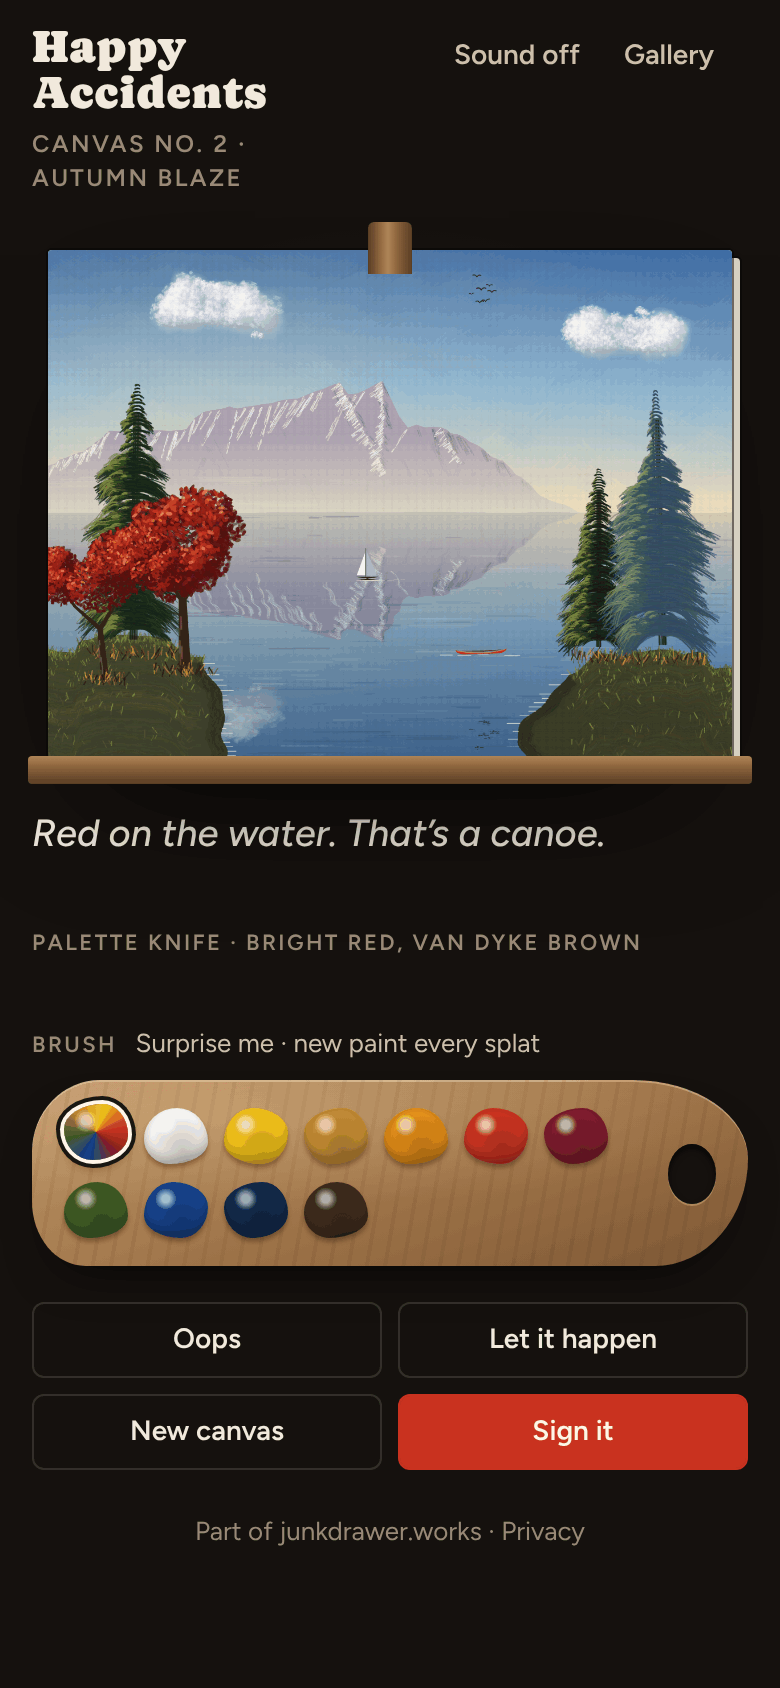 Happy
Accidents
CANVAS NO. 2 ·
AUTUMN BLAZE
Sound off
Gallery
Red on the water. That’s a canoe.
PALETTE KNIFE · BRIGHT RED, VAN DYKE BROWN
BRUSH Surprise me · new paint every splat
Oops
Let it happen
New canvas
Sign it
Part of junkdrawer.works · Privacy